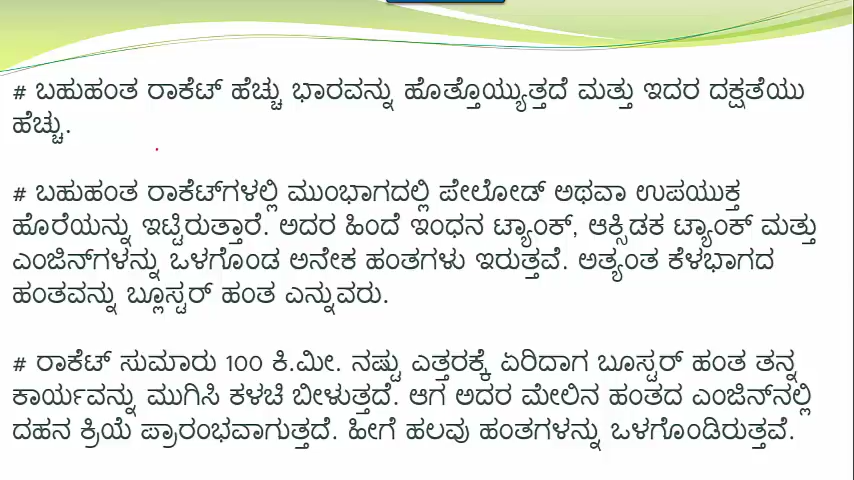 # ಬಹುಹಂತ ರಾಕೆಟ್ ಹೆಚ್ಚು ಭಾರವನ್ನು ಹೊತ್ತೊಯ್ಯುತ್ತದೆ ಮತ್ತು ಇದರ ದಕ್ಷತೆಯು
ಹೆಚ್ಚು.
# ಬಹುಹಂತ ರಾಕೆಟ್‌ಗಳಲ್ಲಿ ಮುಂಭಾಗದಲ್ಲಿ ಪೇಲೋಡ್ ಅಥವಾ ಉಪಯುಕ್ತ
ಹೊರೆಯನ್ನು ಇಟ್ಟಿರುತ್ತಾರೆ. ಅದರ ಹಿಂದೆ ಇಂಧನ ಟ್ಯಾಂಕ್, ಆಕ್ಸಿಡಕ ಟ್ಯಾಂಕ್ ಮತ್ತು
ಎಂಜಿನ್‌ಗಳನ್ನು ಒಳಗೊಂಡ ಅನೇಕ ಹಂತಗಳು ಇರುತ್ತವೆ. ಅತ್ಯಂತ ಕೆಳಭಾಗದ
ಹಂತವನ್ನು ಬ್ಲೂಸ್ಟರ್ ಹಂತ ಎನ್ನುವರು.
# ರಾಕೆಟ್ ಸುಮಾರು 100 ಕಿ.ಮೀ. ನಷ್ಟು ಎತ್ತರಕ್ಕೆ ಏರಿದಾಗ ಬೂಸ್ಟರ್ ಹಂತ ತನ್ನ
ಕಾರ್ಯವನ್ನು ಮುಗಿಸಿ ಕಳಚಿ ಬೀಳುತ್ತದೆ. ಆಗ ಅದರ ಮೇಲಿನ ಹಂತದ ಎಂಜಿನ್‌ನಲ್ಲಿ
ದಹನ ಕ್ರಿಯೆ ಪ್ರಾರಂಭವಾಗುತ್ತದೆ. ಹೀಗೆ ಹಲವು ಹಂತಗಳನ್ನು ಒಳಗೊಂಡಿರುತ್ತವೆ.